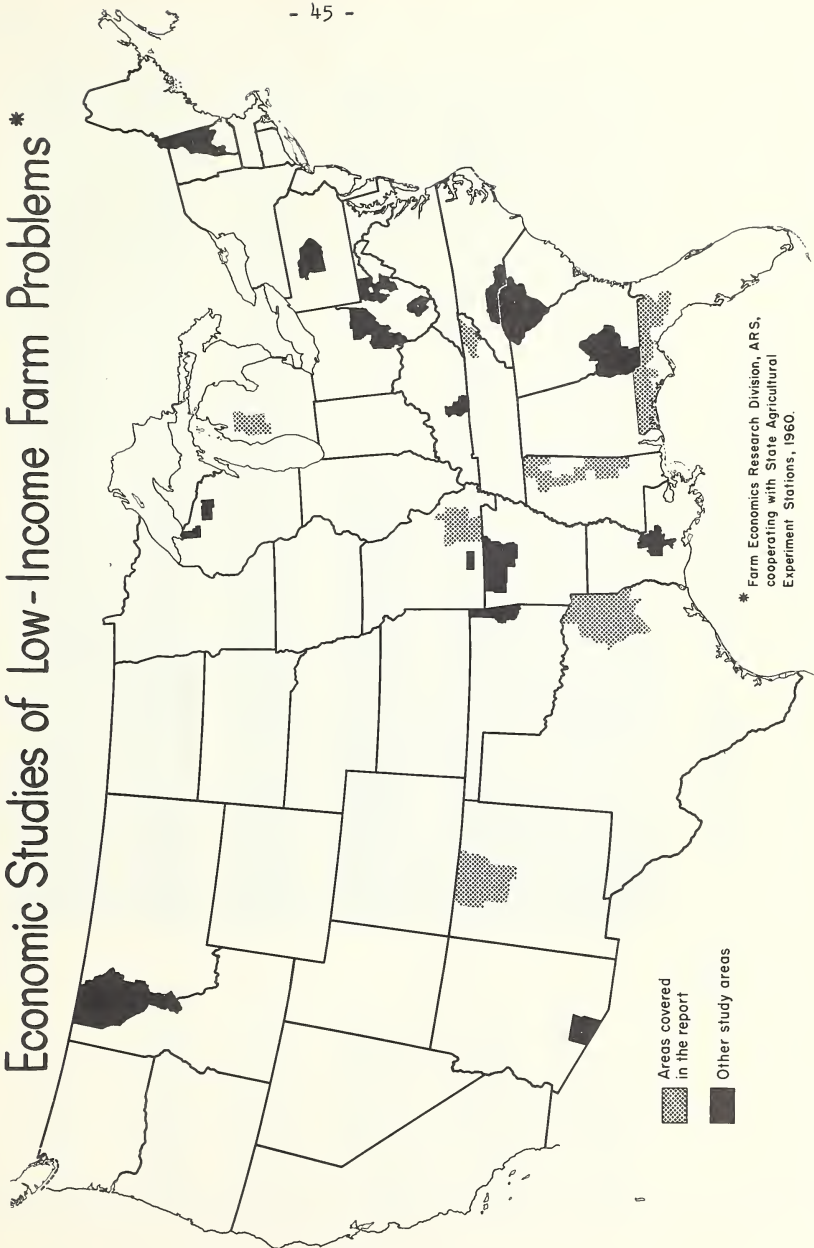 - 45 -
Economic Studies of Low-Income Farm Problems *
Areas covered
in the report
Other study areas
* Farm Economics Research Division, ARS,
cooperating with State Agricultural
Experiment Stations, 1960.